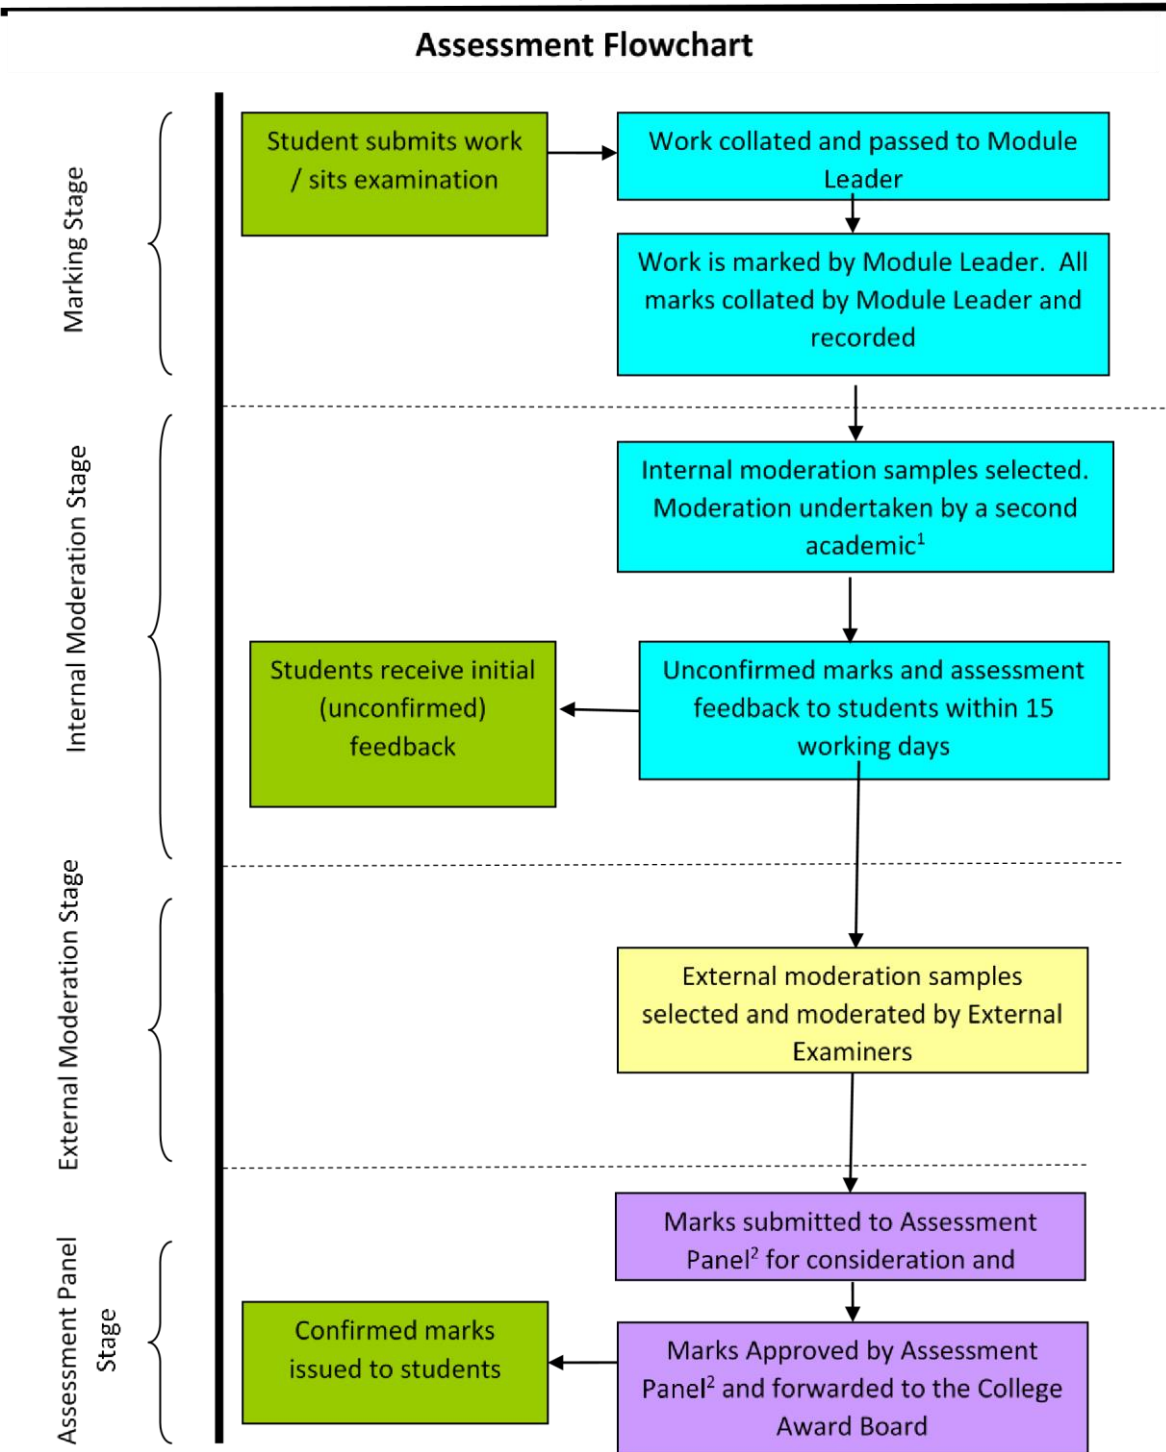 Assessment Flowchart
Marking Stage
Student submits work
/ sits examination
Work collated and passed to Module
Leader
Work is marked by Module Leader.  All
marks collated by Module Leader and
recorded
Internal Moderation Stage
Internal moderation samples selected.
Moderation undertaken by a second
academic¹
Students receive initial
(unconfirmed)
feedback
Unconfirmed marks and assessment
feedback to students within 15
working days
External Moderation Stage
External moderation samples
selected and moderated by External
Examiners
Assessment Panel
Stage
Marks submitted to Assessment
Panel² for consideration and
Confirmed marks
issued to students
Marks Approved by Assessment
Panel² and forwarded to the College
Award Board